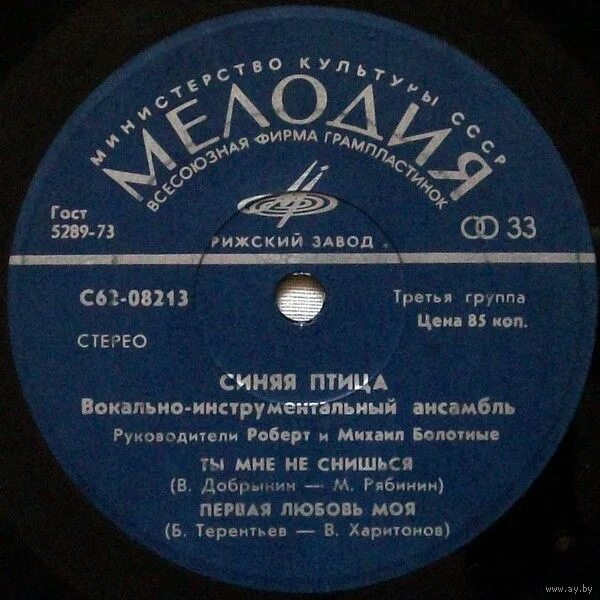 МИНИСТЕРСТВО КУЛЬТУРЫ СССР
МЕЛОДИЯ
ВСЕСОЮЗНАЯ ФИРМА ГРАМПЛАСТИНОК
Гост
5289-73
РИЖСКИЙ ЗАВОД
33
С62-08213
Третья группа
Цена 85 коп.
СТЕРЕО
СИНЯЯ ПТИЦА
Вокально-инструментальный ансамбль
Руководители Роберт и Михаил Болотные
ТЫ МНЕ НЕ СНИШЬСЯ
(В. Добрынин — М. Рябинин)
ПЕРВАЯ ЛЮБОВЬ МОЯ
(Б. Терентьев — В. Харитонов)
www.ay.by